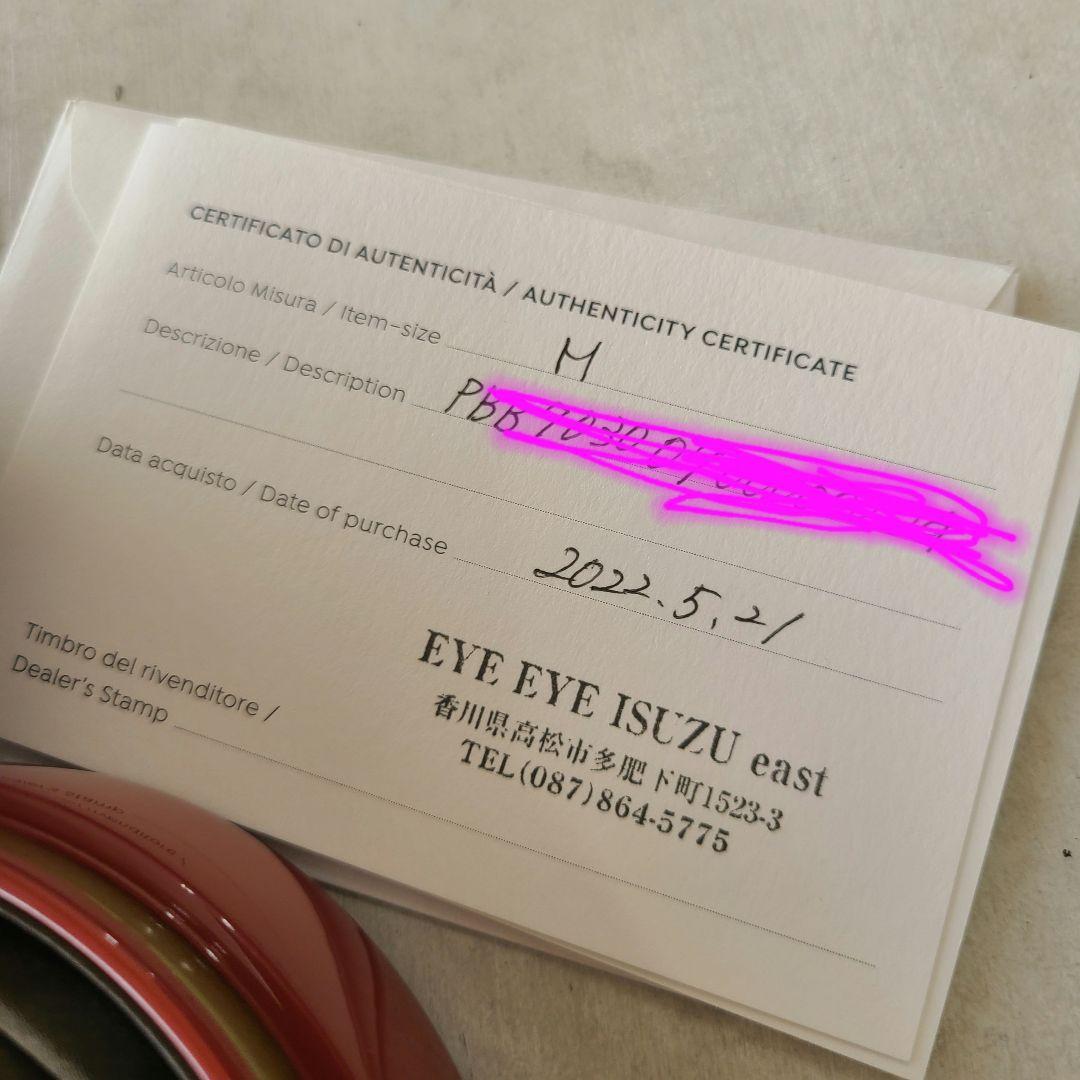 CERTIFICATO DI AUTENTICITÀ / AUTHENTICITY CERTIFICATE
Articolo Misura / Item-size M
Descrizione / Description PBB
Data acquisto / Date of purchase 2022.5.21
Timbro del rivenditore /
Dealer's Stamp
EYE EYE ISUZU east
香川県高松市多肥下町1523-3
TEL(087)864-5775